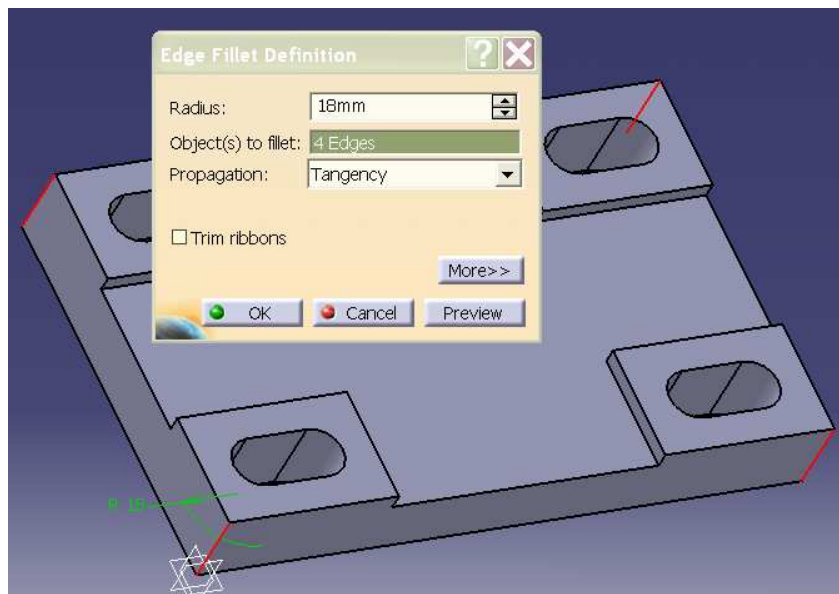 Edge Fillet Definition
Radius: 18mm
Object(s) to fillet: 4 Edges
Propagation: Tangency
Trim ribbons
More>>
OK Cancel Preview
R 18